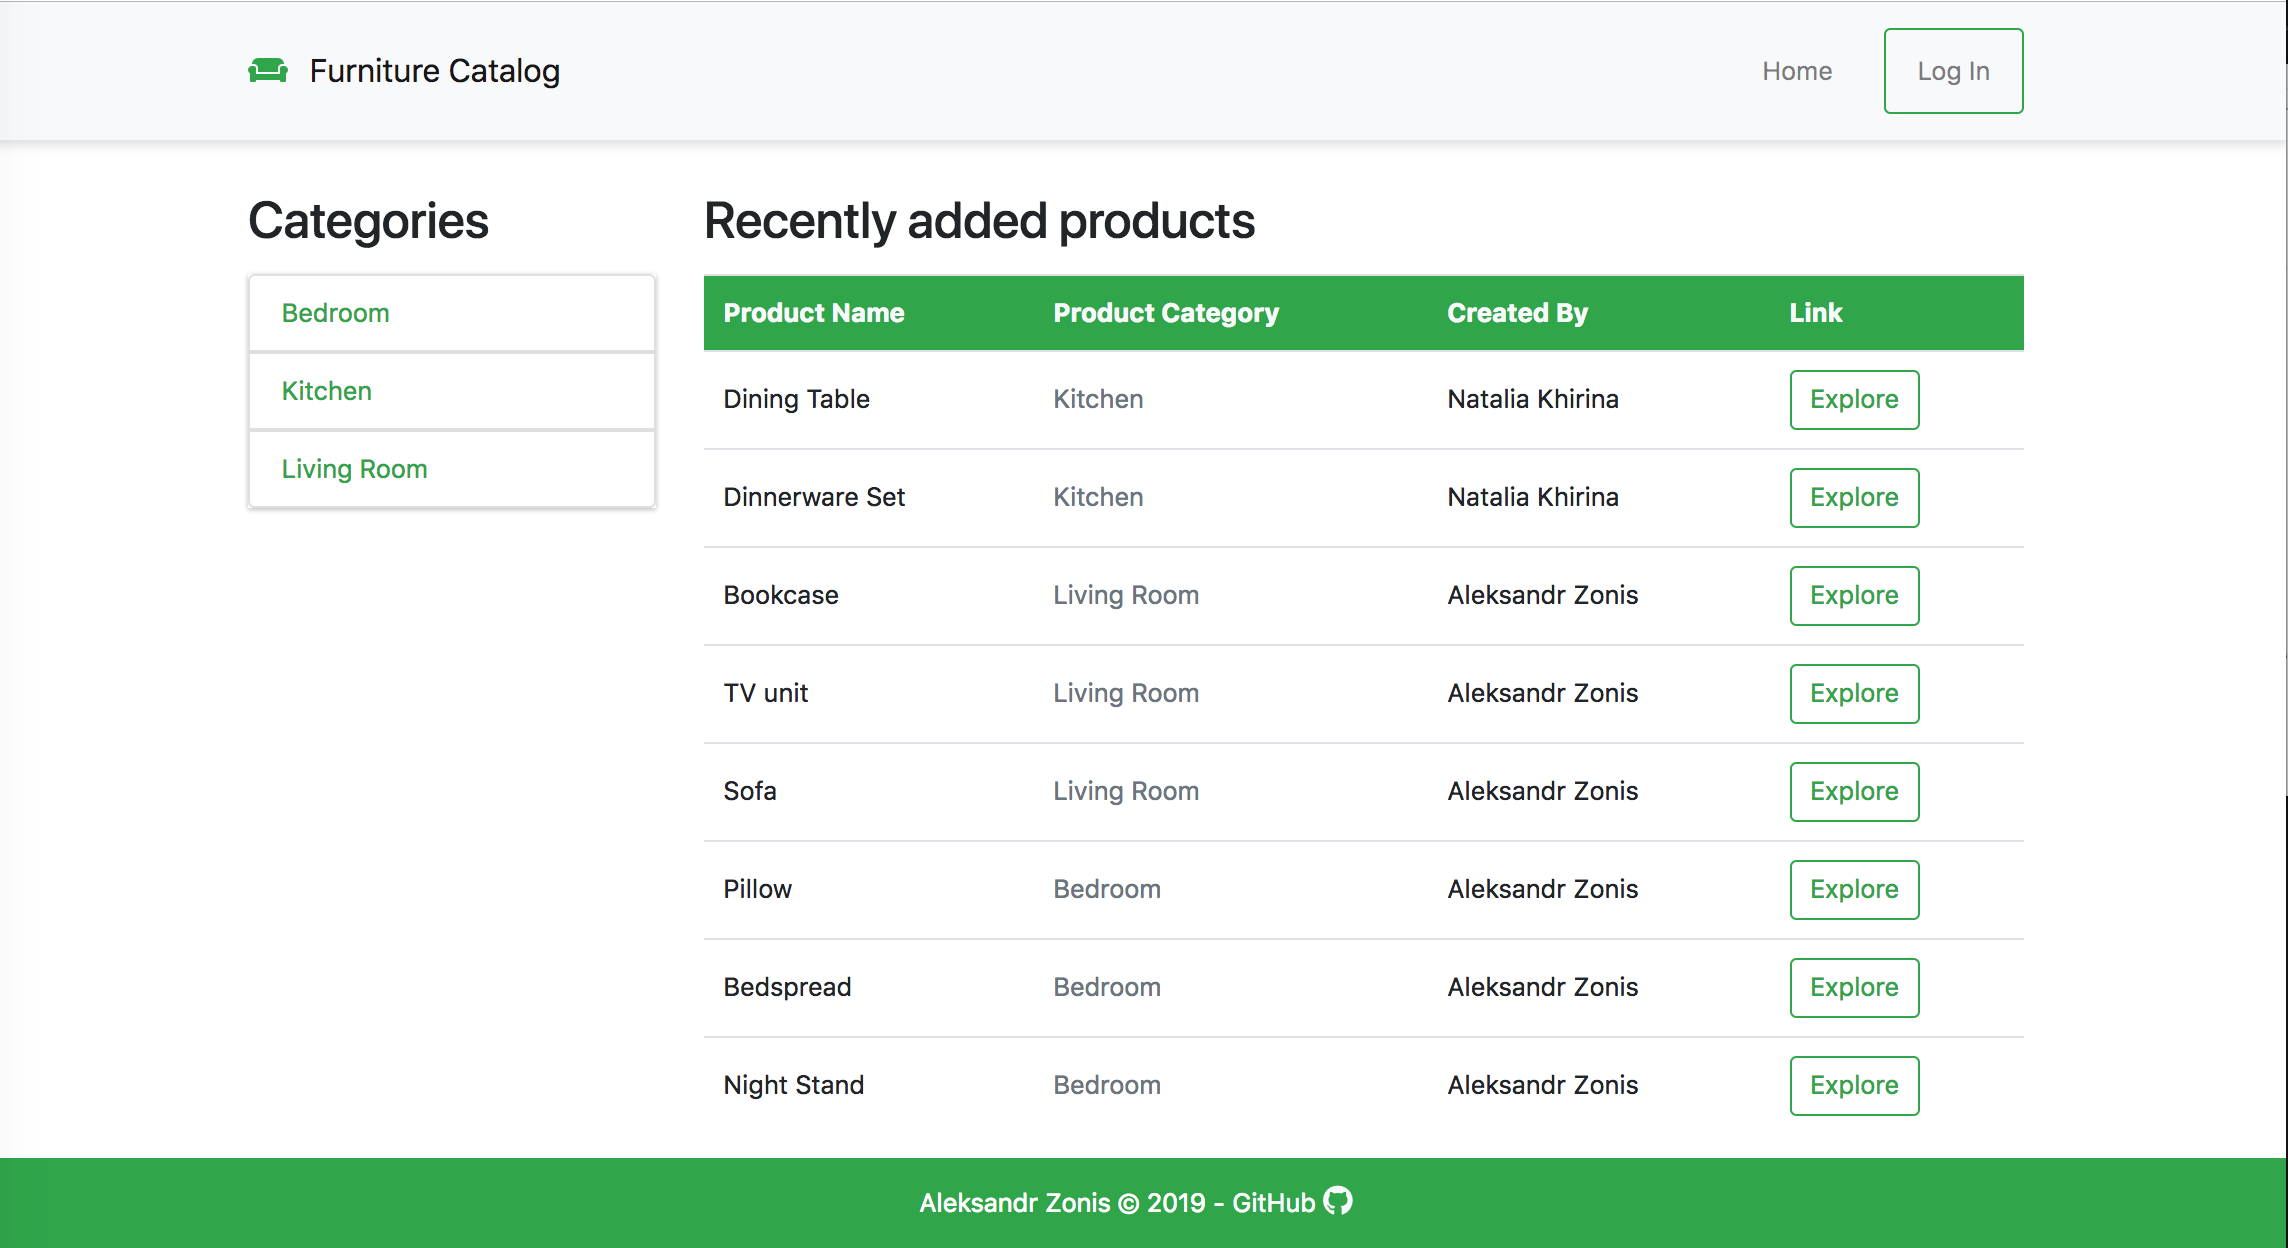 Furniture Catalog
Home
Log In
Categories
Bedroom
Kitchen
Living Room
Recently added products
Product Name Product Category Created By Link
Dining Table Kitchen Natalia Khirina Explore
Dinnerware Set Kitchen Natalia Khirina Explore
Bookcase Living Room Aleksandr Zonis Explore
TV unit Living Room Aleksandr Zonis Explore
Sofa Living Room Aleksandr Zonis Explore
Pillow Bedroom Aleksandr Zonis Explore
Bedspread Bedroom Aleksandr Zonis Explore
Night Stand Bedroom Aleksandr Zonis Explore
Aleksandr Zonis © 2019 - GitHub